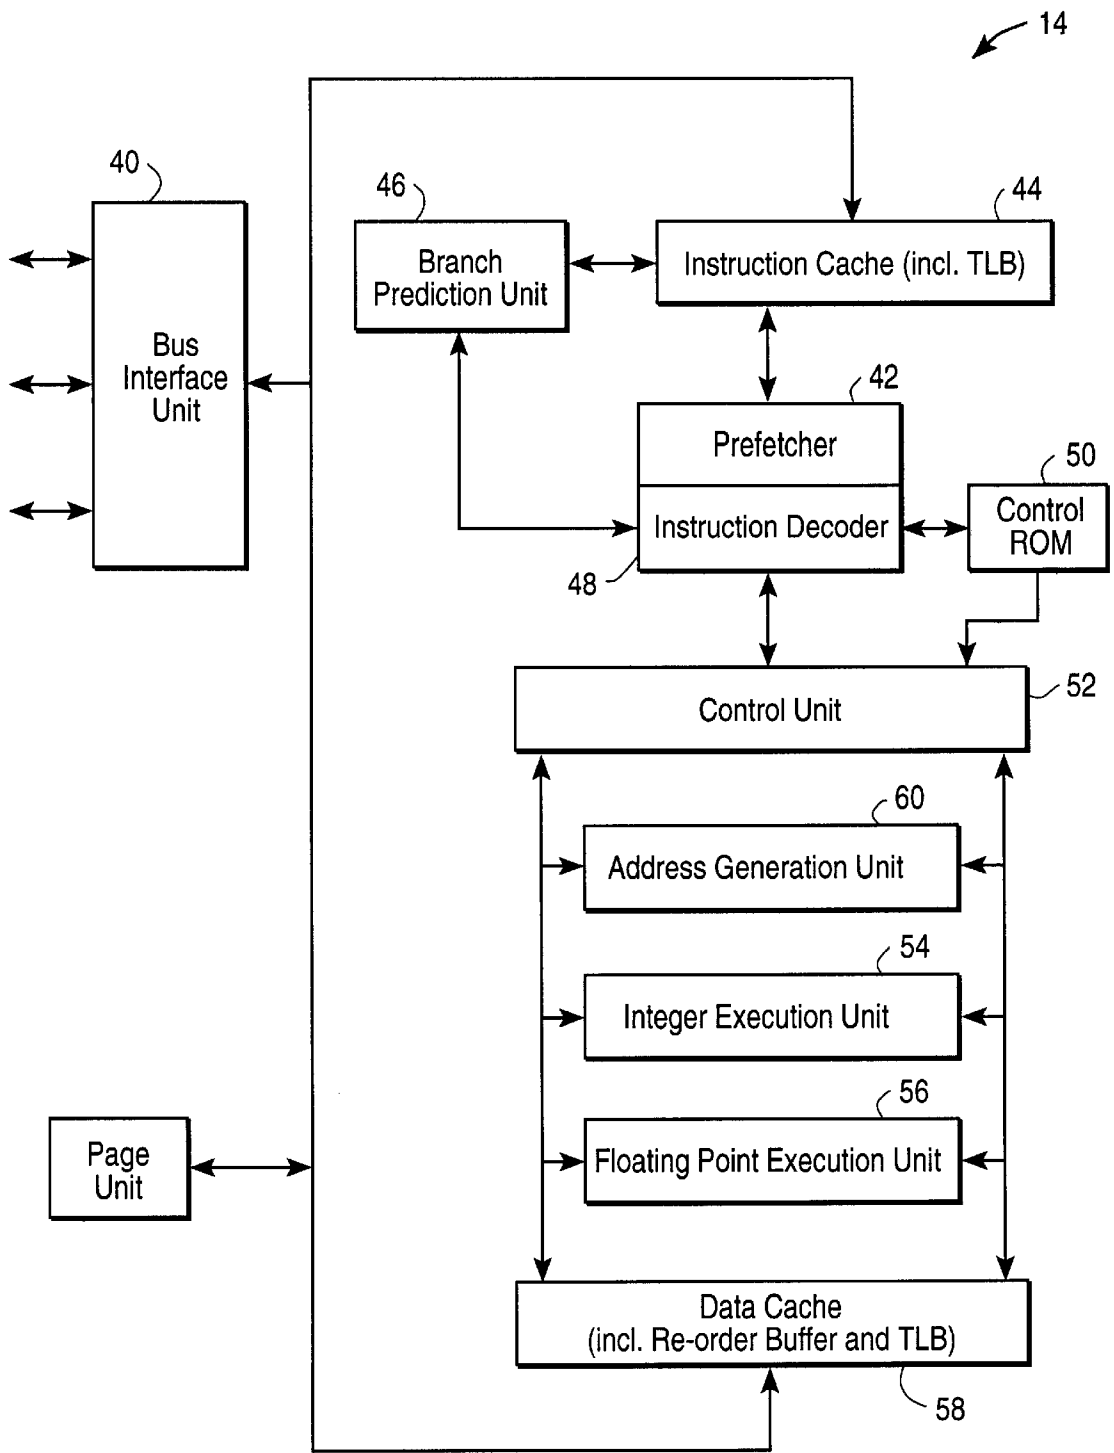 14
40
46
44
Branch
Prediction Unit
Instruction Cache (incl. TLB)
Bus
Interface
Unit
42
Prefetcher
50
Instruction Decoder
Control
ROM
48
52
Control Unit
60
Address Generation Unit
54
Integer Execution Unit
56
Page
Unit
Floating Point Execution Unit
Data Cache
(incl. Re-order Buffer and TLB)
58